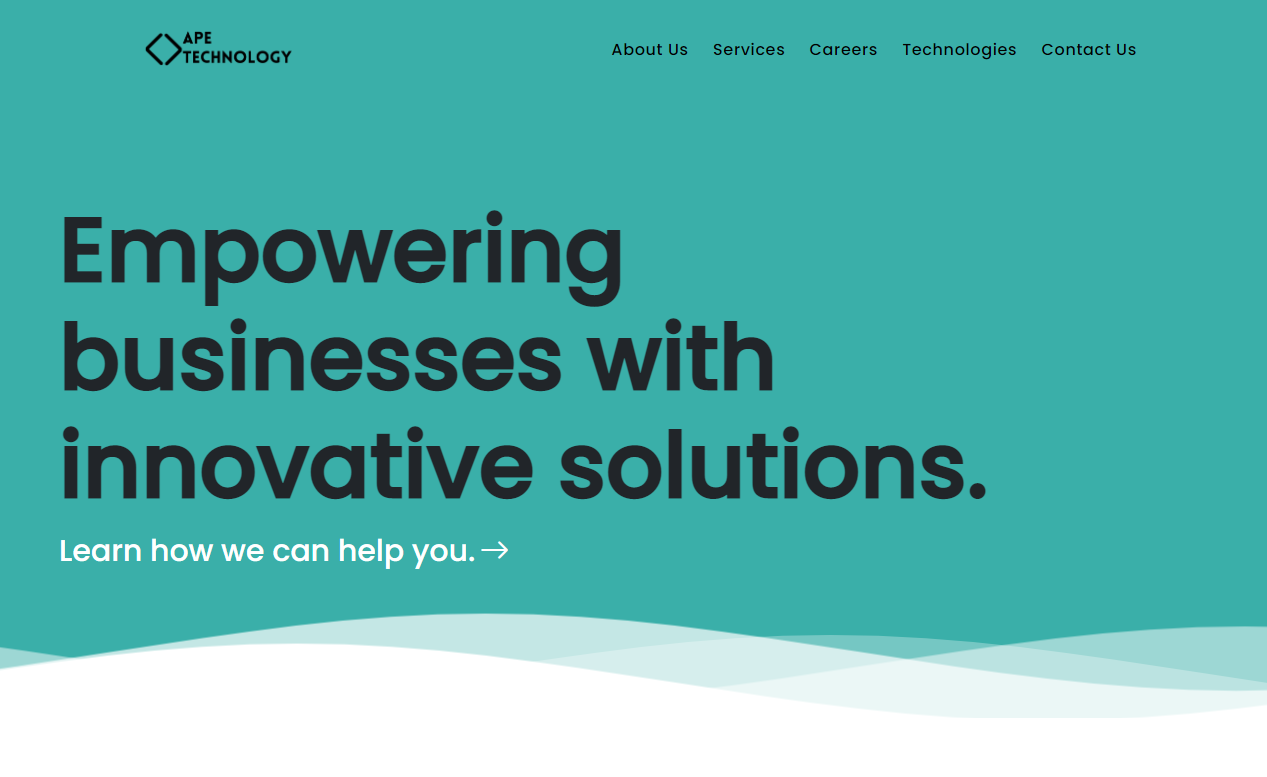 APE
TECHNOLOGY
About Us Services Careers Technologies Contact Us
Empowering
businesses with
innovative solutions.
Learn how we can help you.